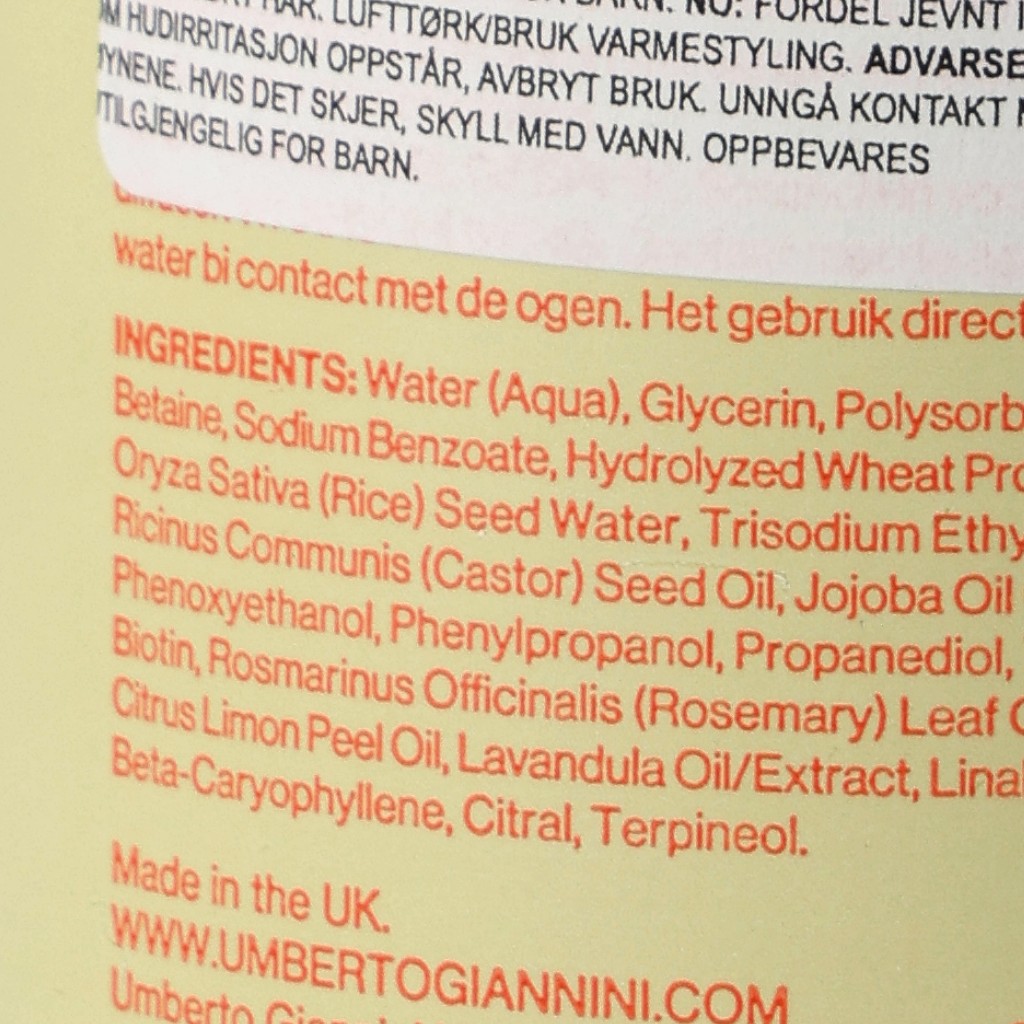 HAR. LUFTTØRK/BRUK VARMESTYLING. ADVARSE
HUDIRRITASJON OPPSTÅR, AVBRYT BRUK. UNNGÅ KONTAKT
YNENE. HVIS DET SKJER, SKYLL MED VANN. OPPBEVARES
TILGJENGELIG FOR BARN.
water bi contact met de ogen. Het gebruik direct
INGREDIENTS: Water (Aqua), Glycerin, Polysorb
Betaine, Sodium Benzoate, Hydrolyzed Wheat Pro
Oryza Sativa (Rice) Seed Water, Trisodium Ethy
Ricinus Communis (Castor) Seed Oil, Jojoba Oil
Phenoxyethanol, Phenylpropanol, Propanediol,
Biotin, Rosmarinus Officinalis (Rosemary) Leaf
Citrus Limon Peel Oil, Lavandula Oil/Extract, Linal
Beta-Caryophyllene, Citral, Terpineol.
Made in the UK.
WWW.UMBERTOGIANNINI.COM
Umberto